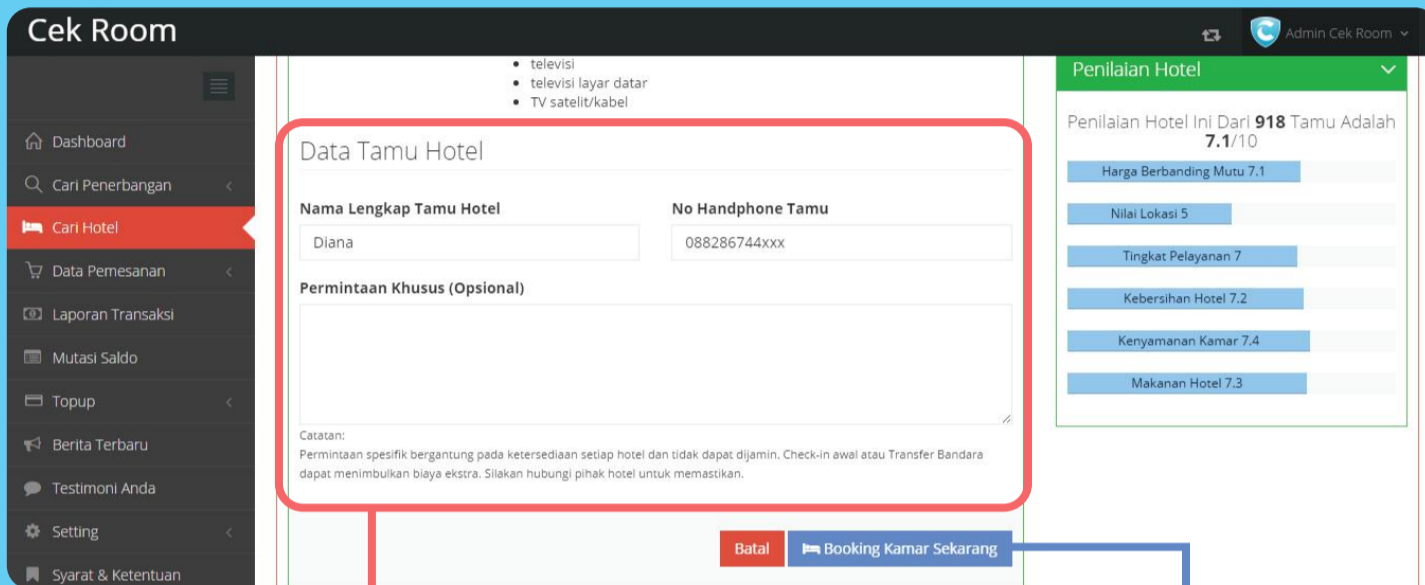 Cek Room
Admin Cek Room
Dashboard
Cari Penerbangan
Cari Hotel
Data Pemesanan
Laporan Transaksi
Mutasi Saldo
Topup
Berita Terbaru
Testimoni Anda
Setting
Syarat & Ketentuan
televisi
televisi layar datar
TV satelit/kabel
Data Tamu Hotel
Nama Lengkap Tamu Hotel
No Handphone Tamu
Diana
088286744xxx
Permintaan Khusus (Opsional)
Catatan:
Permintaan spesifik bergantung pada ketersediaan setiap hotel dan tidak dapat dijamin. Check-in awal atau Transfer Bandara
dapat menimbulkan biaya ekstra. Silakan hubungi pihak hotel untuk memastikan.
Batal
Booking Kamar Sekarang
Penilaian Hotel
Penilaian Hotel Ini Dari 918 Tamu Adalah
7.1/10
Harga Berbanding Mutu 7.1
Nilai Lokasi 5
Tingkat Pelayanan 7
Kebersihan Hotel 7.2
Kenyamanan Kamar 7.4
Makanan Hotel 7.3